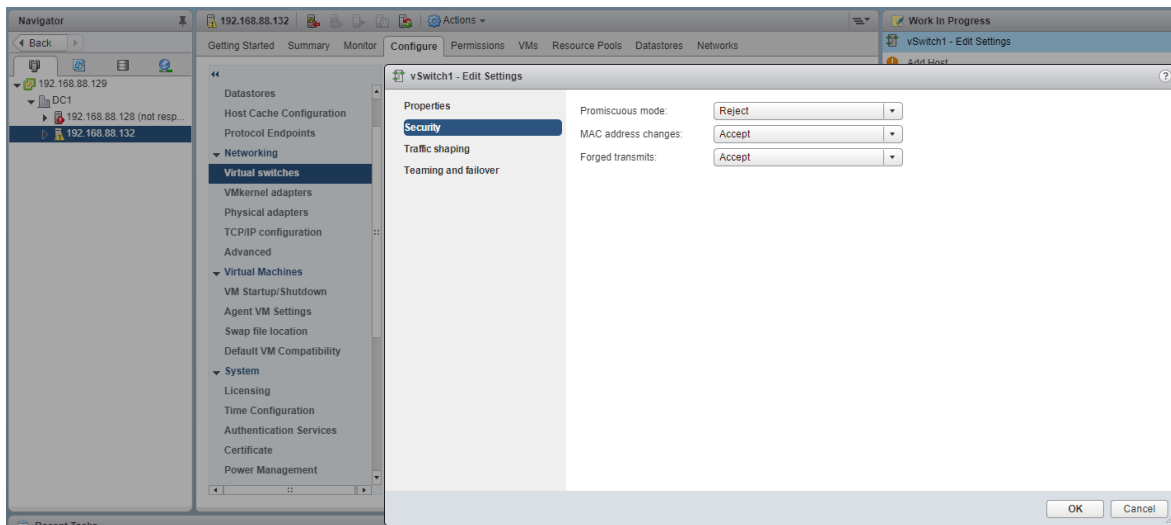 Navigator
192.168.88.132
Actions
Work In Progress
Back
Getting Started Summary Monitor Configure Permissions VMs Resource Pools Datastores Networks
vSwitch1 - Edit Settings
Add Host
192.168.88.129
DC1
192.168.88.128 (not resp...
192.168.88.132
Datastores
Host Cache Configuration
Protocol Endpoints
Networking
Virtual switches
VMkernel adapters
Physical adapters
TCP/IP configuration
Advanced
Virtual Machines
VM Startup/Shutdown
Agent VM Settings
Swap file location
Default VM Compatibility
System
Licensing
Time Configuration
Authentication Services
Certificate
Power Management
vSwitch1 - Edit Settings
?
Properties
Security
Traffic shaping
Teaming and failover
Promiscuous mode: Reject
MAC address changes: Accept
Forged transmits: Accept
OK Cancel
Recent Tasks